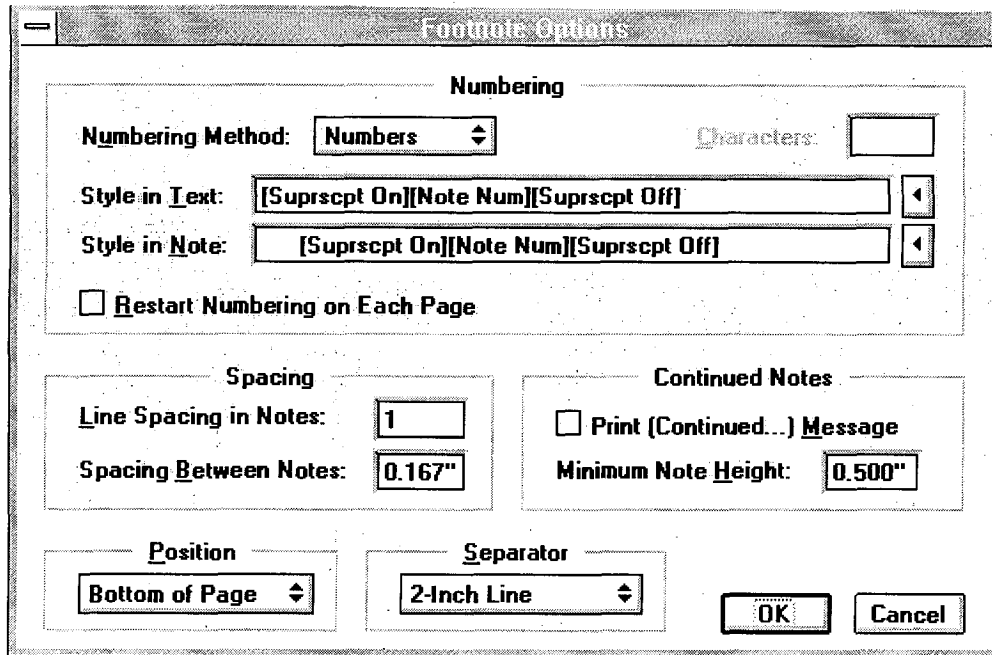 Footnote Options
Numbering
Numbering Method: Numbers Characters:
Style in Text: [Suprscpt On][Note Num][Suprscpt Off]
Style in Note: [Suprscpt On][Note Num][Suprscpt Off]
Restart Numbering on Each Page
Spacing
Line Spacing in Notes: 1
Spacing Between Notes: 0.167"
Continued Notes
Print (Continued...) Message
Minimum Note Height: 0.500"
Position
Bottom of Page
Separator
2-Inch Line
OK Cancel